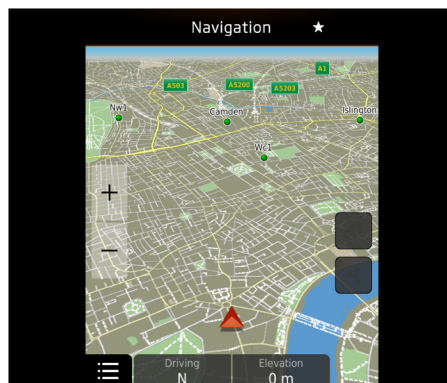 Navigation
A1
A503
A5200
A5203
Nw1
Camden
Islington
Wc1
+
−
Driving
Elevation
N
0 m